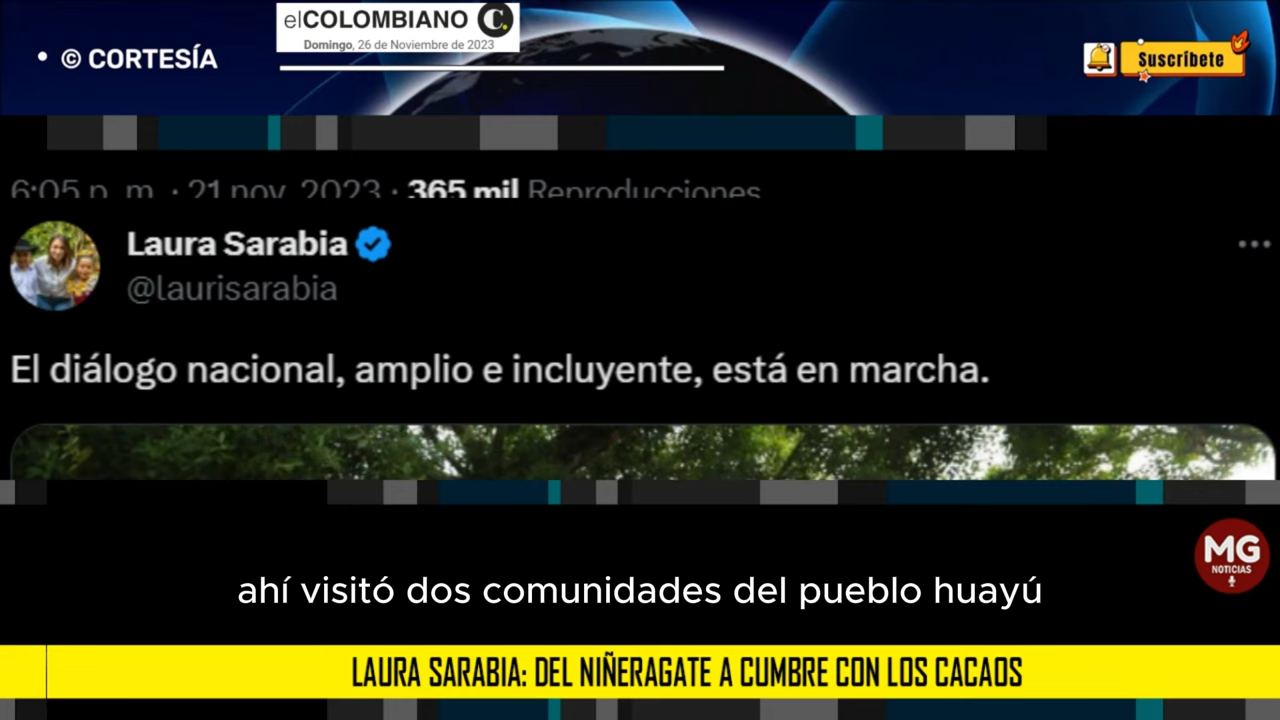 elCOLOMBIANO C.
Domingo, 26 de Noviembre de 2023
• © CORTESÍA
Suscríbete
6:05 p. m. · 21 nov. 2023 · 365 mil Reproducciones
Laura Sarabia
@laurisarabia
El diálogo nacional, amplio e incluyente, está en marcha.
MG
NOTICIAS
ahí visitó dos comunidades del pueblo huayú
LAURA SARABIA: DEL NIÑERAGATE A CUMBRE CON LOS CACAOS